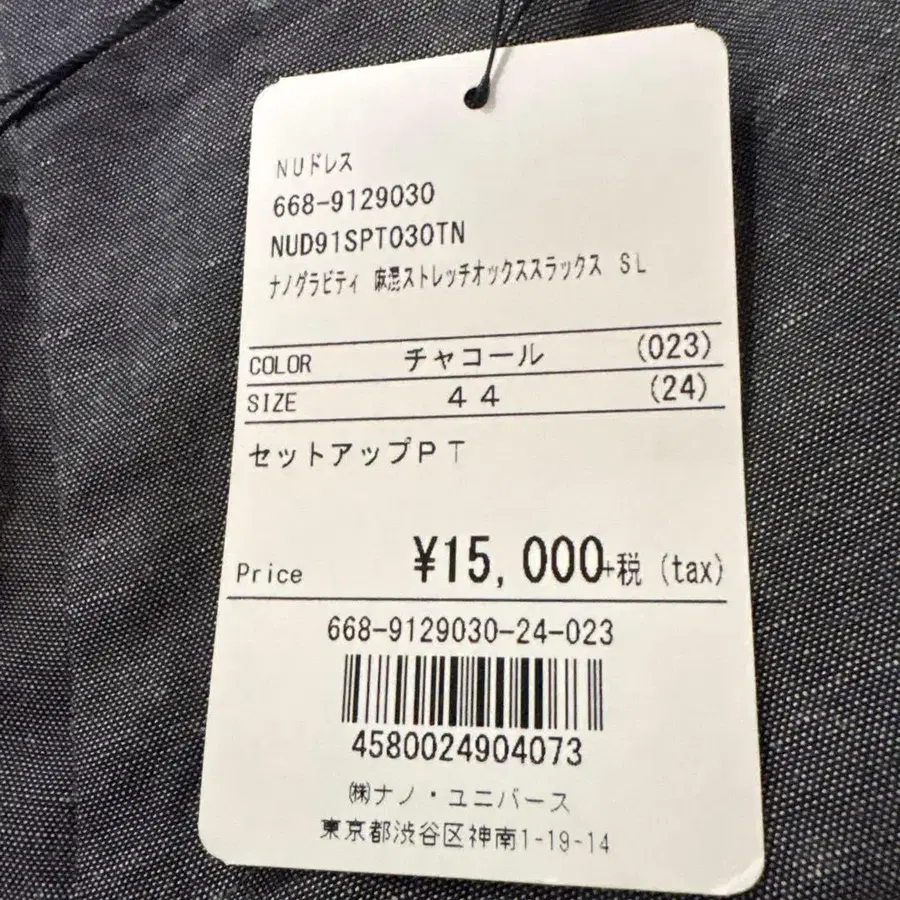 NUドレス
668-9129030
NUD91SPT030TN
ナノグラビティ 麻混ストレッチオックススラックス SL
COLOR チャコール (023)
SIZE 44 (24)
セットアップPT
Price ¥15,000+税 (tax)
668-9129030-24-023
4580024904073
㈱ナノ・ユニバース
東京都渋谷区神南1-19-14